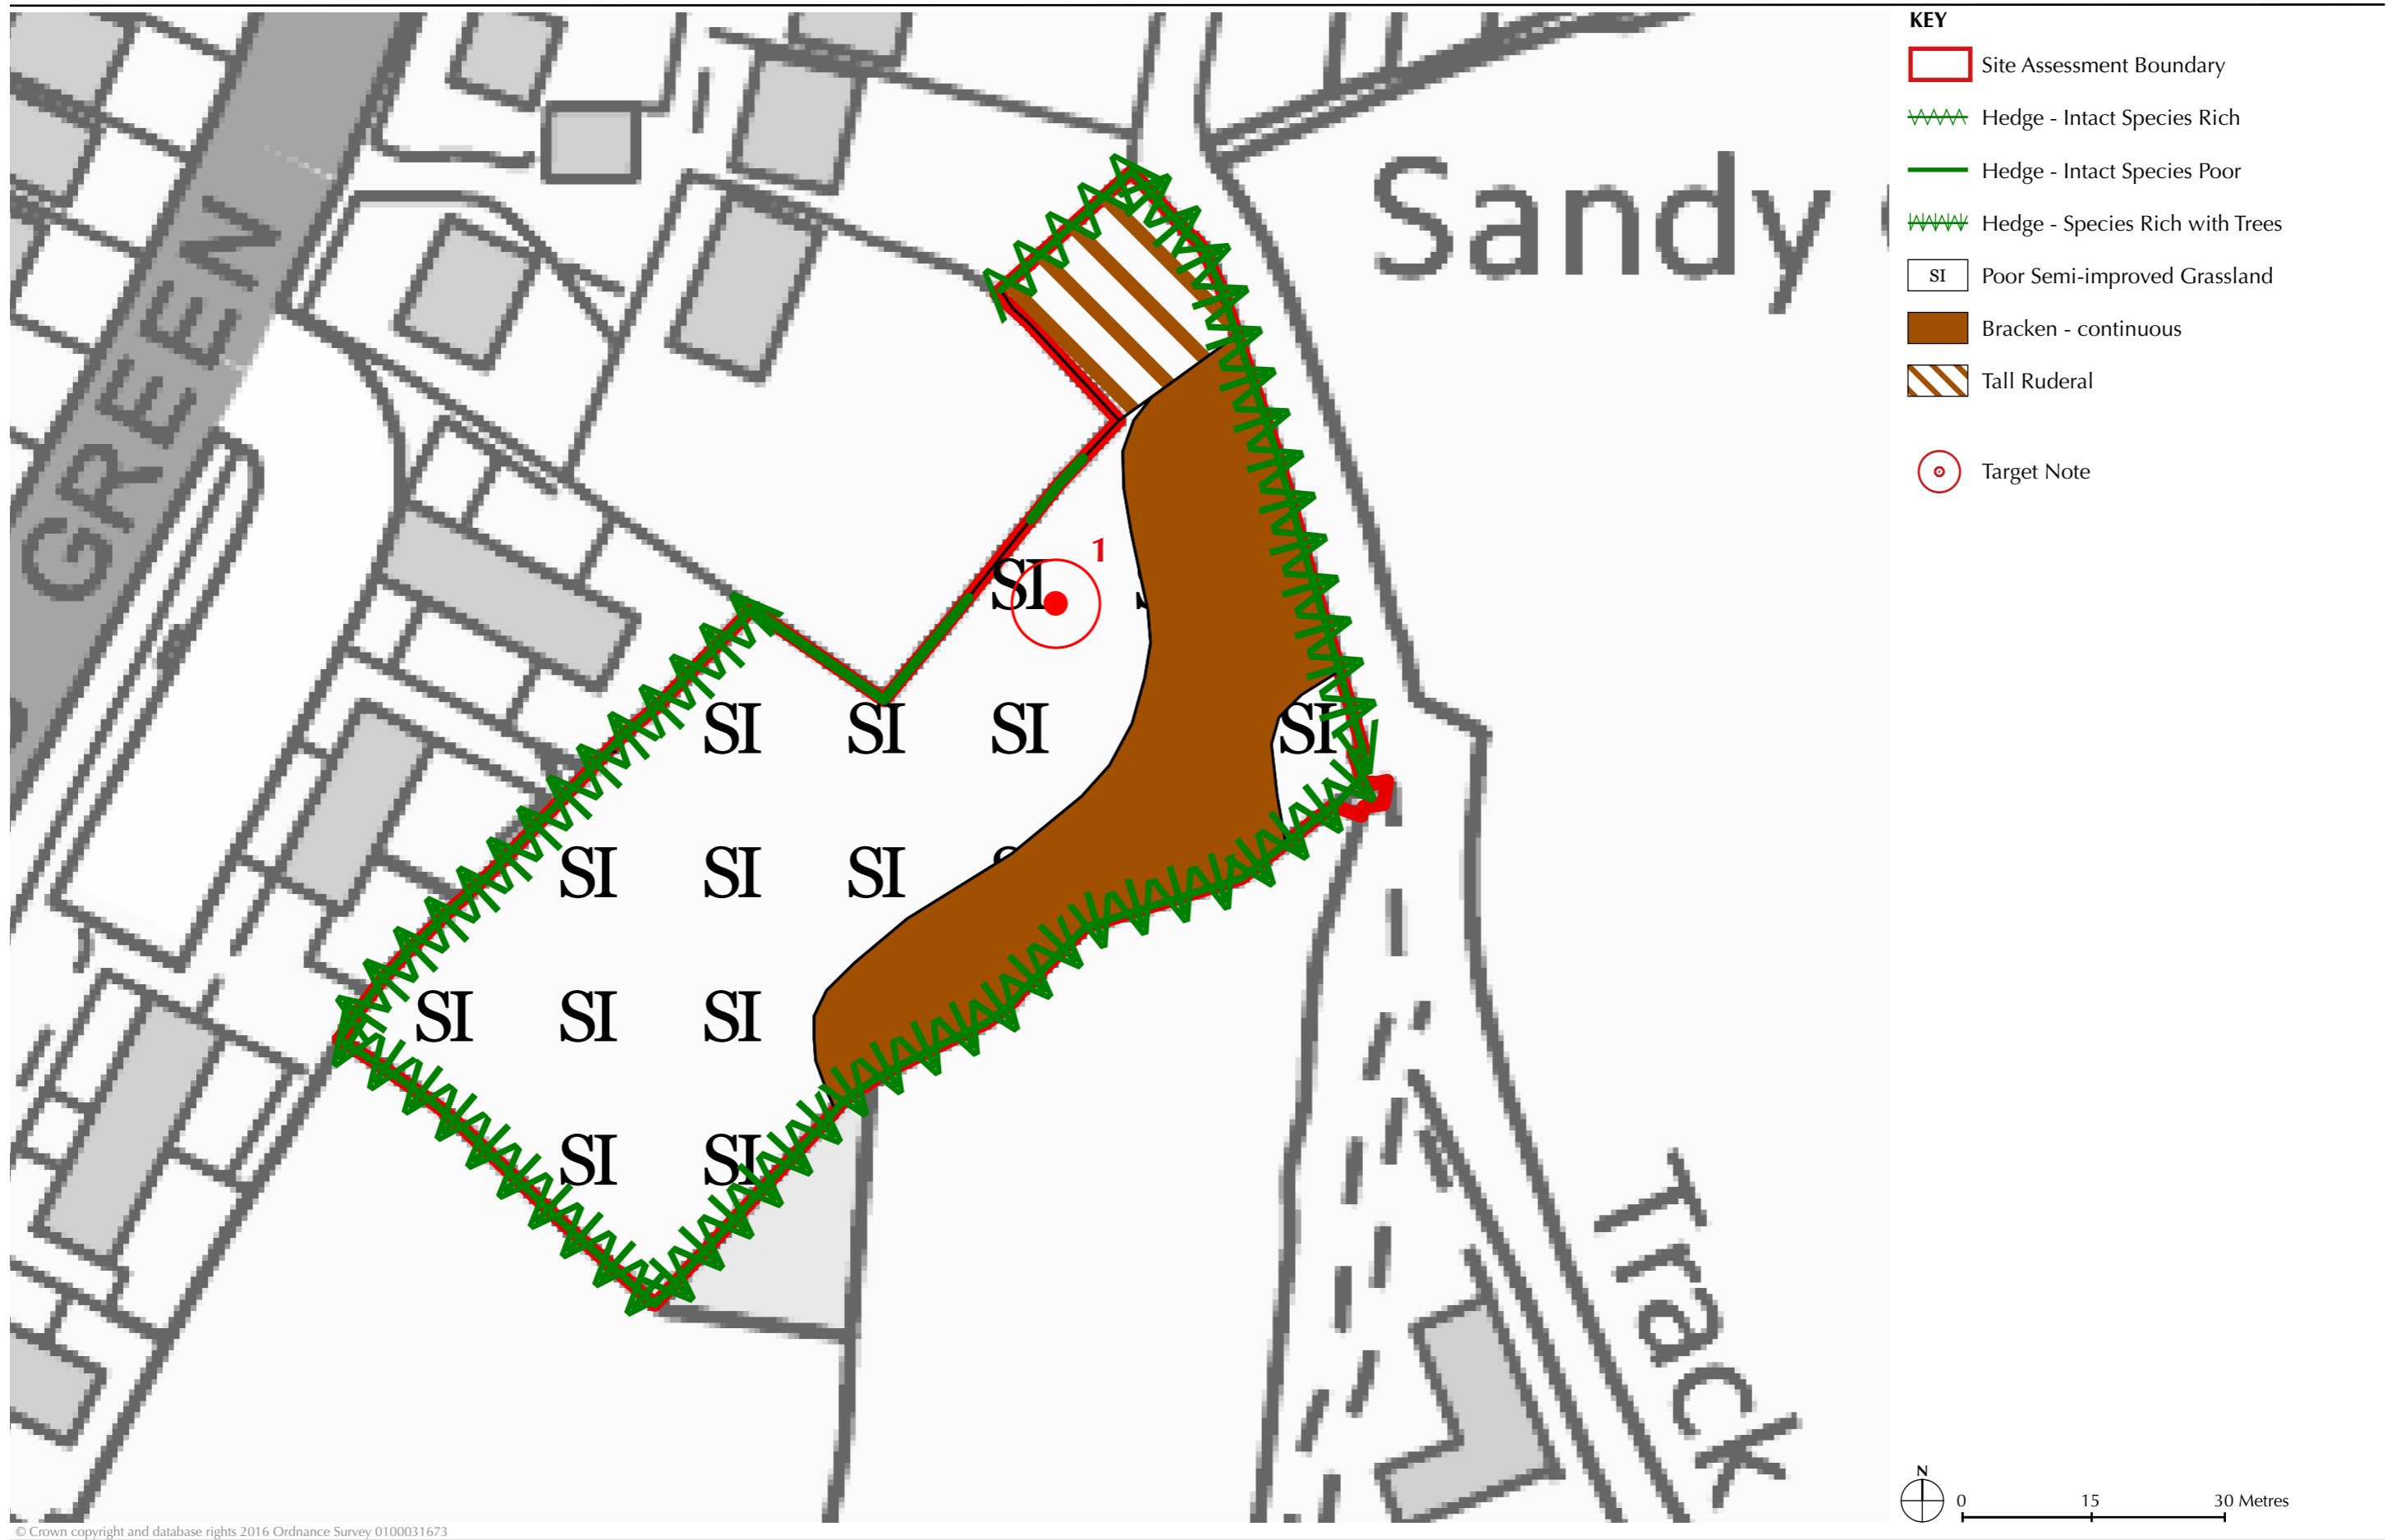 KEY
Site Assessment Boundary
Hedge - Intact Species Rich
Hedge - Intact Species Poor
Hedge - Species Rich with Trees
SI Poor Semi-improved Grassland
Bracken - continuous
Tall Ruderal
Target Note
Sandy
GREEN
1
SI
SI SI SI SI
SI SI SI
SI SI SI
SI SI
Track
N
0 15 30 Metres
© Crown copyright and database rights 2016 Ordnance Survey 0100031673